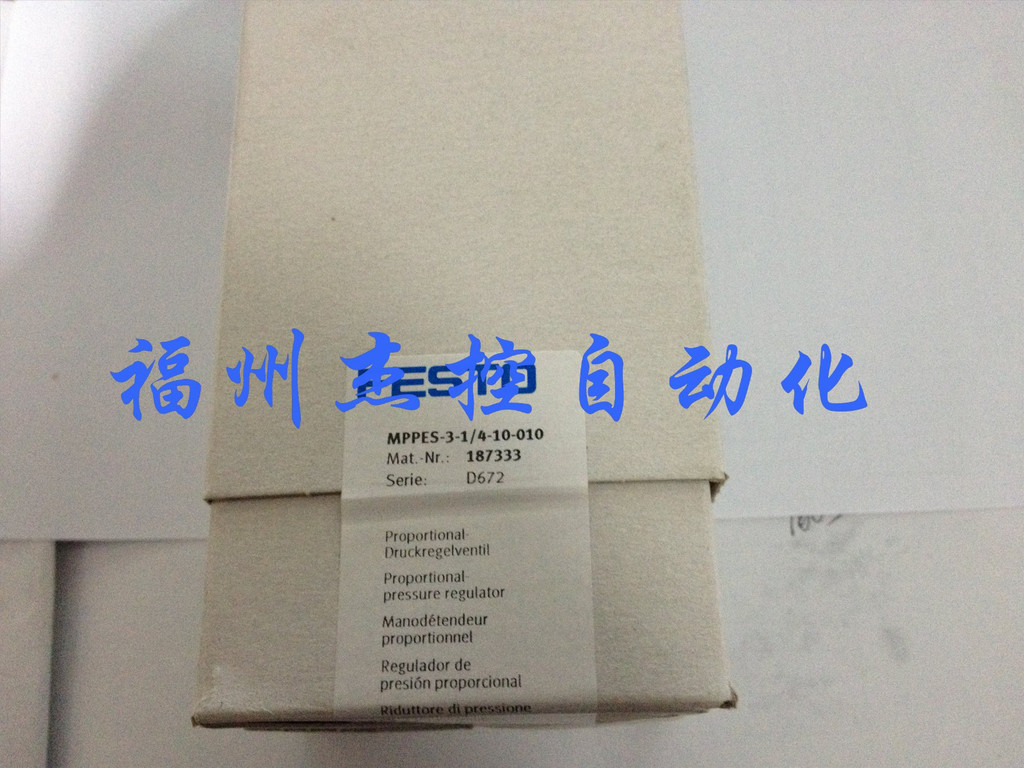 福州杰控自动化
FESTO
MPPES-3-1/4-10-010
Mat.-Nr.: 187333
Serie: D672
Proportional-
Druckregelventil
Proportional-
pressure regulator
Manodétendeur
proportionnel
Regulador de
presión proporcional
Riduttore di pressione